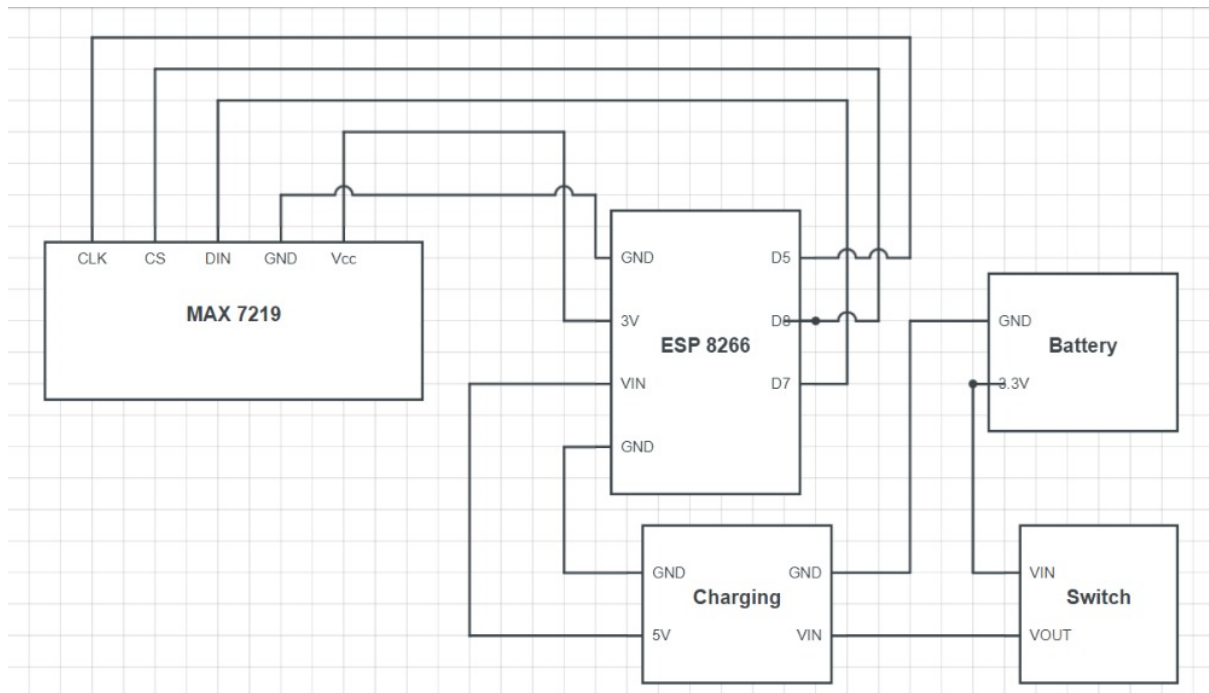 CLK CS DIN GND Vcc
MAX 7219
GND D5
3V D8
ESP 8266
VIN D7
GND
GND
Battery
3.3V
GND GND
Charging
5V VIN
VIN
Switch
VOUT